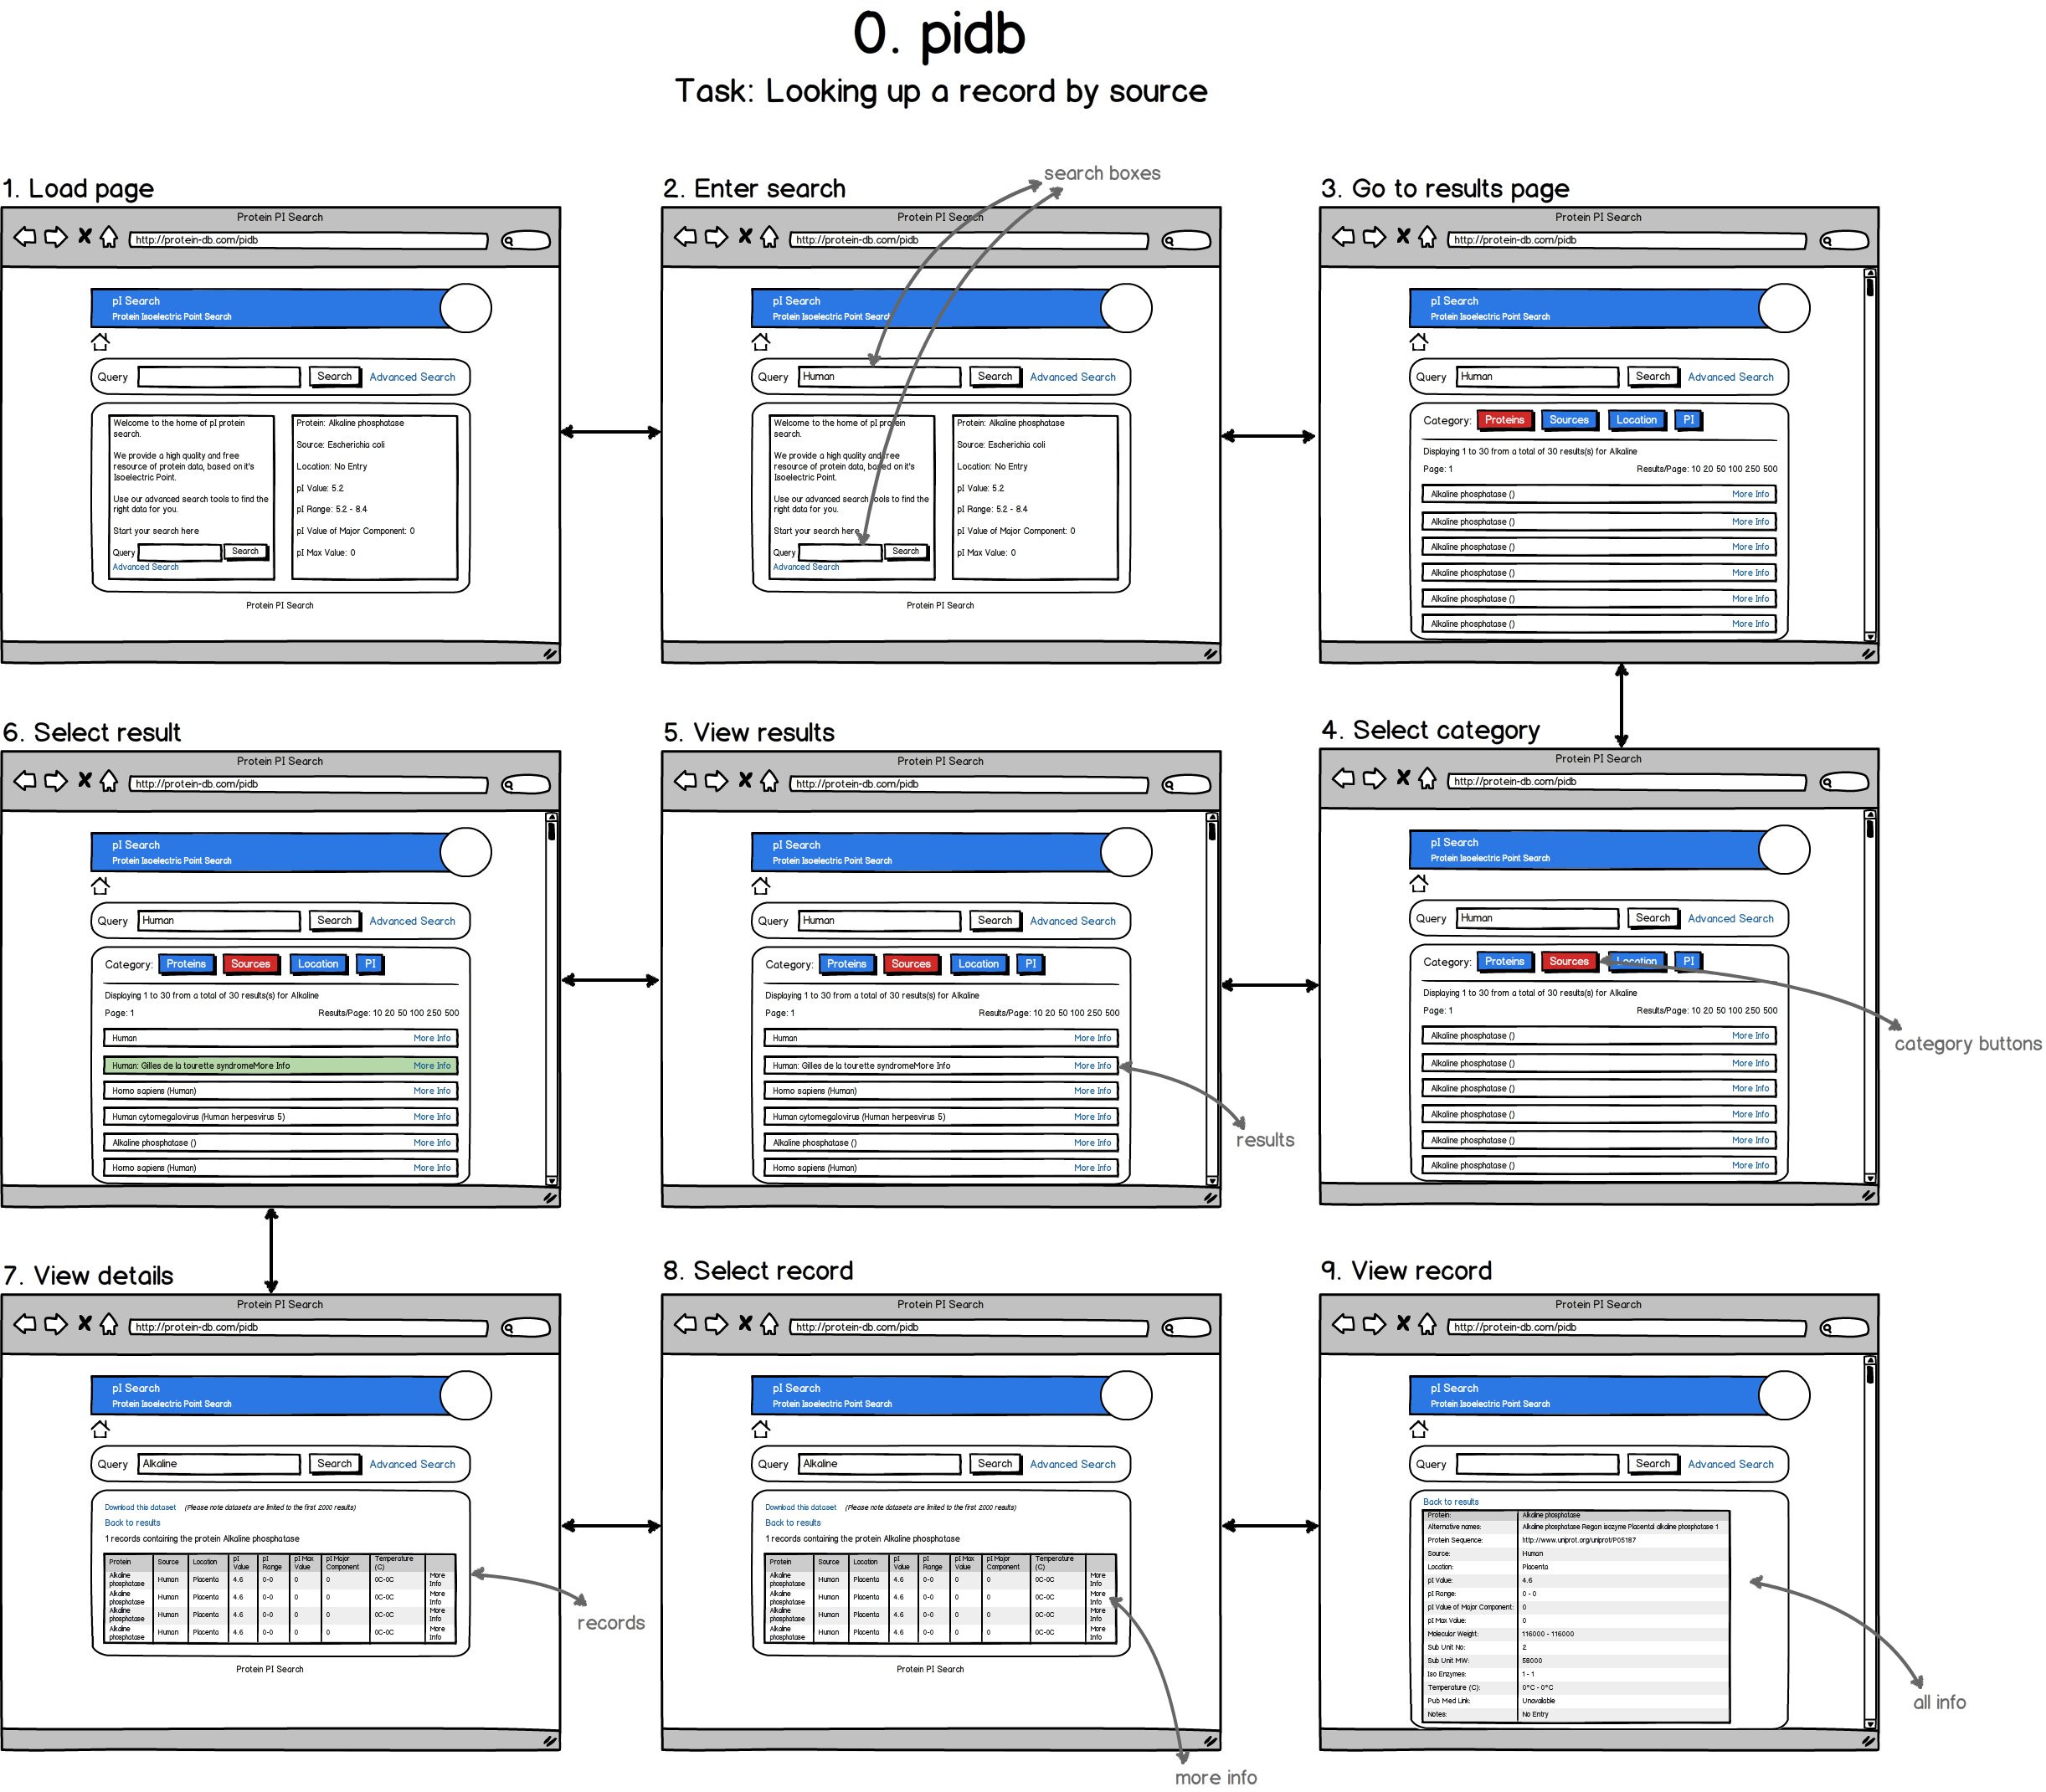 0. pidb
Task: Looking up a record by source
1. Load page
Protein PI Search
http://protein-db.com/pidb
pI Search
Protein Isoelectric Point Search
Query Search Advanced Search
Welcome to the home of pI protein
search.
We provide a high quality and free
resource of protein data, based on it's
Isoelectric Point.
Use our advanced search tools to find the
right data for you.
Start your search here
Query Search
Advanced Search
Protein: Alkaline phosphatase
Source: Escherichia coli
Location: No Entry
pI Value: 5.2
pI Range: 5.2 - 8.4
pI Value of Major Component: 0
pI Max Value: 0
Protein PI Search
2. Enter search
search boxes
Protein PI Search
http://protein-db.com/pidb
pI Search
Protein Isoelectric Point Search
Query Human Search Advanced Search
Welcome to the home of pI protein
search.
We provide a high quality and free
resource of protein data, based on it's
Isoelectric Point.
Use our advanced search tools to find the
right data for you.
Start your search here
Query Search
Advanced Search
Protein: Alkaline phosphatase
Source: Escherichia coli
Location: No Entry
pI Value: 5.2
pI Range: 5.2 - 8.4
pI Value of Major Component: 0
pI Max Value: 0
Protein PI Search
3. Go to results page
Protein PI Search
http://protein-db.com/pidb
pI Search
Protein Isoelectric Point Search
Query Human Search Advanced Search
Category: Proteins Sources Location PI
Displaying 1 to 30 from a total of 30 results(s) for Alkaline
Page: 1 Results/Page: 10 20 50 100 250 500
Alkaline phosphatase () More Info
Alkaline phosphatase () More Info
Alkaline phosphatase () More Info
Alkaline phosphatase () More Info
Alkaline phosphatase () More Info
Alkaline phosphatase () More Info
4. Select category
Protein PI Search
http://protein-db.com/pidb
pI Search
Protein Isoelectric Point Search
Query Human Search Advanced Search
Category: Proteins Sources Location PI
Displaying 1 to 30 from a total of 30 results(s) for Alkaline
Page: 1 Results/Page: 10 20 50 100 250 500
Alkaline phosphatase () More Info
Alkaline phosphatase () More Info
Alkaline phosphatase () More Info
Alkaline phosphatase () More Info
Alkaline phosphatase () More Info
Alkaline phosphatase () More Info
category buttons
5. View results
Protein PI Search
http://protein-db.com/pidb
pI Search
Protein Isoelectric Point Search
Query Human Search Advanced Search
Category: Proteins Sources Location PI
Displaying 1 to 30 from a total of 30 results(s) for Alkaline
Page: 1 Results/Page: 10 20 50 100 250 500
Human More Info
Human: Gilles de la tourette syndromeMore Info More Info
Homo sapiens (Human) More Info
Human cytomegalovirus (Human herpesvirus 5) More Info
Alkaline phosphatase () More Info
Homo sapiens (Human) More Info
results
6. Select result
Protein PI Search
http://protein-db.com/pidb
pI Search
Protein Isoelectric Point Search
Query Human Search Advanced Search
Category: Proteins Sources Location PI
Displaying 1 to 30 from a total of 30 results(s) for Alkaline
Page: 1 Results/Page: 10 20 50 100 250 500
Human More Info
Human: Gilles de la tourette syndromeMore Info More Info
Homo sapiens (Human) More Info
Human cytomegalovirus (Human herpesvirus 5) More Info
Alkaline phosphatase () More Info
Homo sapiens (Human) More Info
7. View details
Protein PI Search
http://protein-db.com/pidb
pI Search
Protein Isoelectric Point Search
Query Alkaline Search Advanced Search
Download this dataset (Please note datasets are limited to the first 2000 results)
Back to results
1 records containing the protein Alkaline phosphatase
Protein Source Location pI Value pI Range pI Max Value pI Major Component Temperature (C)
Alkaline phosphatase Human Placenta 4.6 0-0 0 0 0C-0C More Info
Alkaline phosphatase Human Placenta 4.6 0-0 0 0 0C-0C More Info
Alkaline phosphatase Human Placenta 4.6 0-0 0 0 0C-0C More Info
Alkaline phosphatase Human Placenta 4.6 0-0 0 0 0C-0C More Info
Protein PI Search
records
8. Select record
Protein PI Search
http://protein-db.com/pidb
pI Search
Protein Isoelectric Point Search
Query Alkaline Search Advanced Search
Download this dataset (Please note datasets are limited to the first 2000 results)
Back to results
1 records containing the protein Alkaline phosphatase
Protein Source Location pI Value pI Range pI Max Value pI Major Component Temperature (C)
Alkaline phosphatase Human Placenta 4.6 0-0 0 0 0C-0C More Info
Alkaline phosphatase Human Placenta 4.6 0-0 0 0 0C-0C More Info
Alkaline phosphatase Human Placenta 4.6 0-0 0 0 0C-0C More Info
Alkaline phosphatase Human Placenta 4.6 0-0 0 0 0C-0C More Info
Protein PI Search
more info
9. View record
Protein PI Search
http://protein-db.com/pidb
pI Search
Protein Isoelectric Point Search
Query Search Advanced Search
Back to results
Protein: Alkaline phosphatase
Alternative names: Alkaline phosphatase Regan isozyme Placental alkaline phosphatase 1
Protein Sequence: http://www.uniprot.org/uniprot/P05187
Source: Human
Location: Placenta
pI Value: 4.6
pI Range: 0 - 0
pI Value of Major Component: 0
pI Max Value: 0
Molecular Weight: 116000 - 116000
Sub Unit No: 2
Sub Unit MW: 58000
Iso Enzymes: 1 - 1
Temperature (C): 0°C - 0°C
Pub Med Link: Unavailable
Notes: No Entry
all info